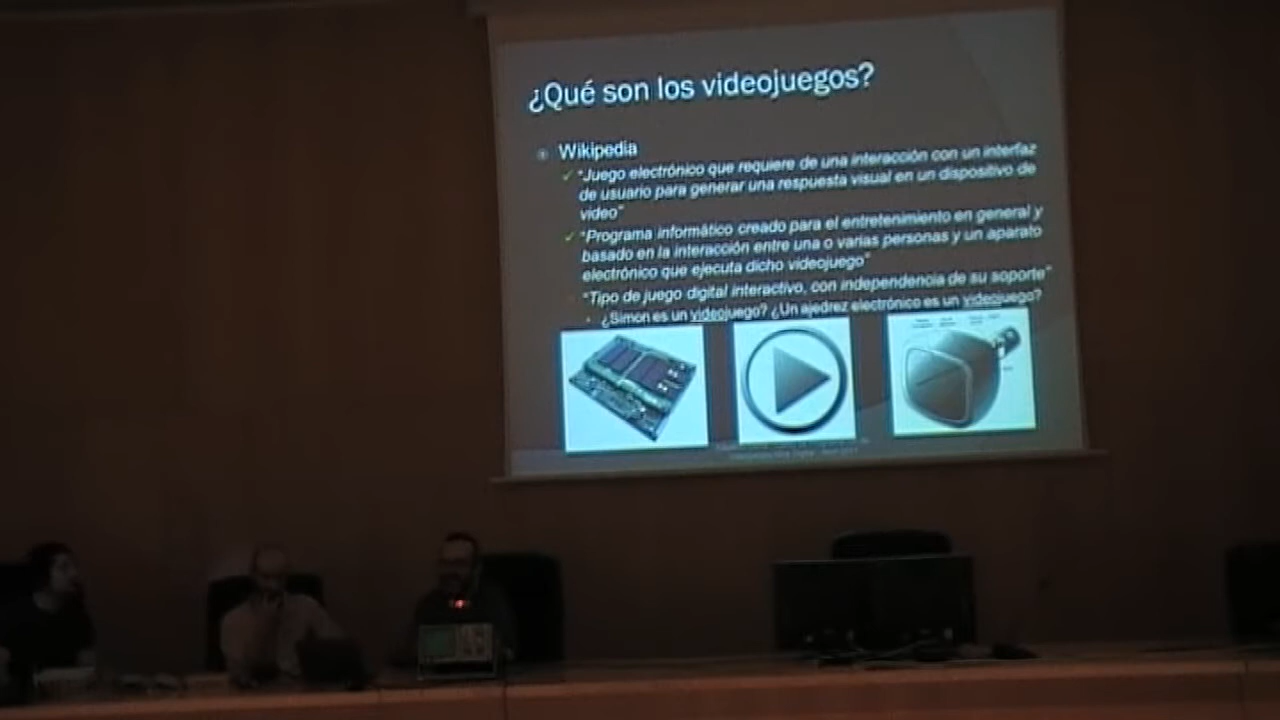 ¿Qué son los videojuegos?
Wikipedia
"Juego electrónico que requiere de una interacción con un interfaz
de usuario para generar una respuesta visual en un dispositivo de
video"
"Programa informático creado para el entretenimiento en general y
basado en la interacción entre una o varias personas y un aparato
electrónico que ejecuta dicho videojuego"
"Tipo de juego digital interactivo, con independencia de su soporte"
¿Simon es un videojuego? ¿Un ajedrez electrónico es un videojuego?